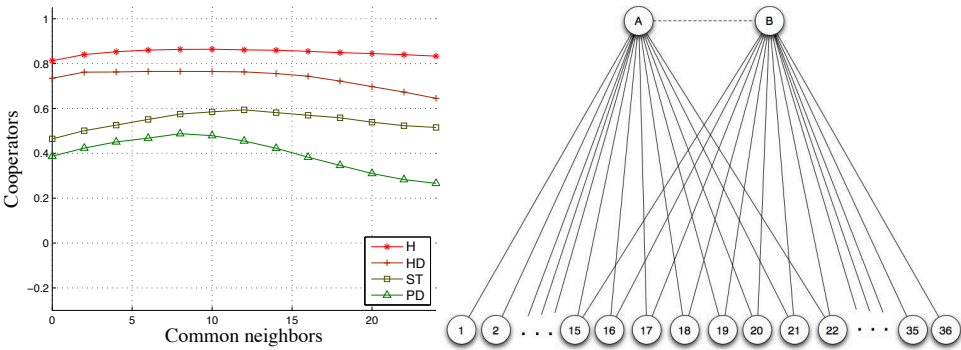 1
0.8
0.6
0.4
0.2
0
−0.2
Cooperators
0 5 10 15 20
Common neighbors
H
HD
ST
PD
A B
1 2 . . . 15 16 17 18 19 20 21 22 . . . 35 36